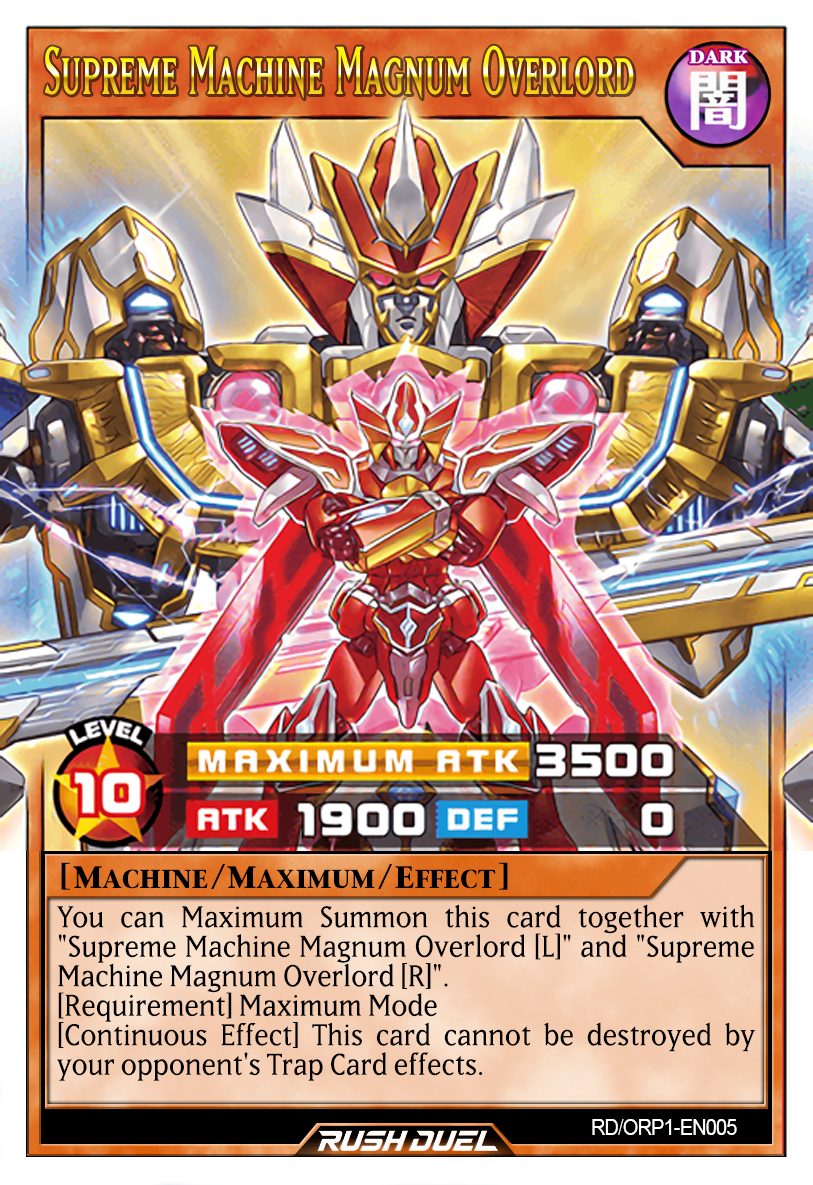 Supreme Machine Magnum Overlord
DARK
闇
LEVEL
10
MAXIMUM ATK 3500
ATK 1900 DEF 0
[Machine/Maximum/Effect]
You can Maximum Summon this card together with
"Supreme Machine Magnum Overlord [L]" and "Supreme
Machine Magnum Overlord [R]".
[Requirement] Maximum Mode
[Continuous Effect] This card cannot be destroyed by
your opponent's Trap Card effects.
RUSH DUEL
RD/ORP1-EN005